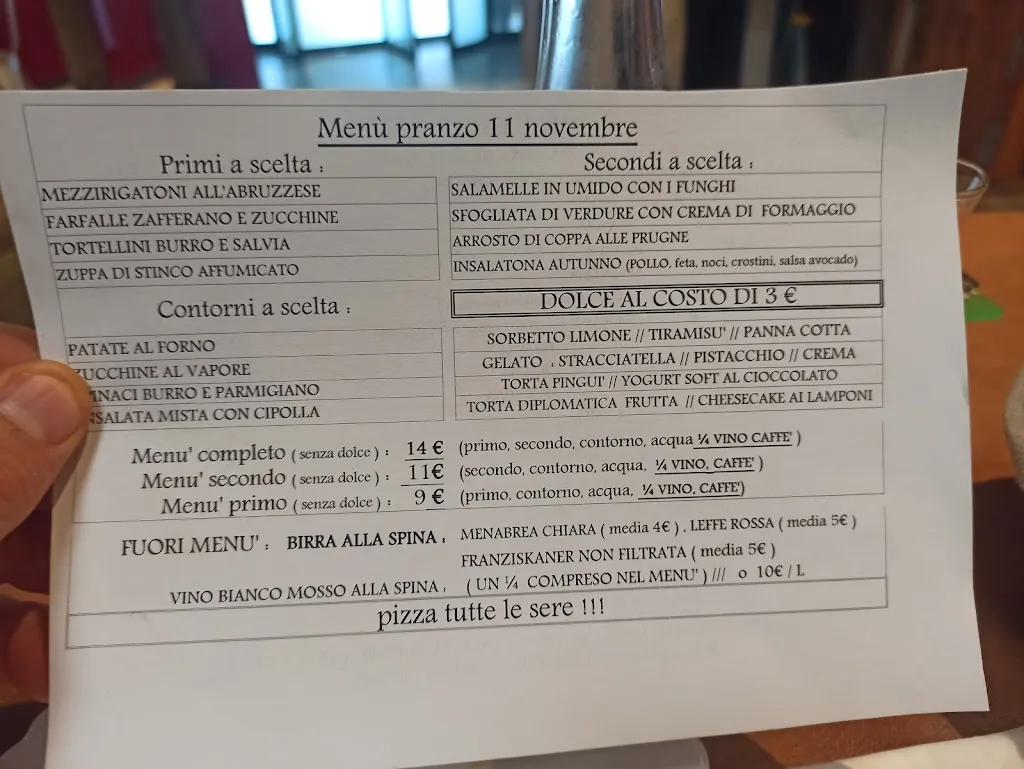 Menù pranzo 11 novembre
Primi a scelta :
MEZZIRIGATONI ALL'ABRUZZESE
FARFALLE ZAFFERANO E ZUCCHINE
TORTELLINI BURRO E SALVIA
ZUPPA DI STINCO AFFUMICATO
Secondi a scelta :
SALAMELLE IN UMIDO CON I FUNGHI
SFOGLIATA DI VERDURE CON CREMA DI FORMAGGIO
ARROSTO DI COPPA ALLE PRUGNE
INSALATONA AUTUNNO (POLLO, feta, noci, crostini, salsa avocado)
Contorni a scelta :
PATATE AL FORNO
ZUCCHINE AL VAPORE
SPINACI BURRO E PARMIGIANO
INSALATA MISTA CON CIPOLLA
DOLCE AL COSTO DI 3 €
SORBETTO LIMONE // TIRAMISU' // PANNA COTTA
GELATO : STRACCIATELLA // PISTACCHIO // CREMA
TORTA PINGUI' // YOGURT SOFT AL CIOCCOLATO
TORTA DIPLOMATICA FRUTTA // CHEESECAKE AI LAMPONI
Menu' completo ( senza dolce ) : 14 € (primo, secondo, contorno, acqua ¼ VINO CAFFE' )
Menu' secondo ( senza dolce ) : 11€ (secondo, contorno, acqua, ¼ VINO, CAFFE' )
Menu' primo ( senza dolce ) : 9 € (primo, contorno, acqua, ¼ VINO, CAFFE')
FUORI MENU' : BIRRA ALLA SPINA : MENABREA CHIARA ( media 4€ ) . LEFFE ROSSA ( media 5€ )
FRANZISKANER NON FILTRATA ( media 5€ )
VINO BIANCO MOSSO ALLA SPINA : ( UN ¼ COMPRESO NEL MENU' ) /// o 10€ / L
pizza tutte le sere !!!